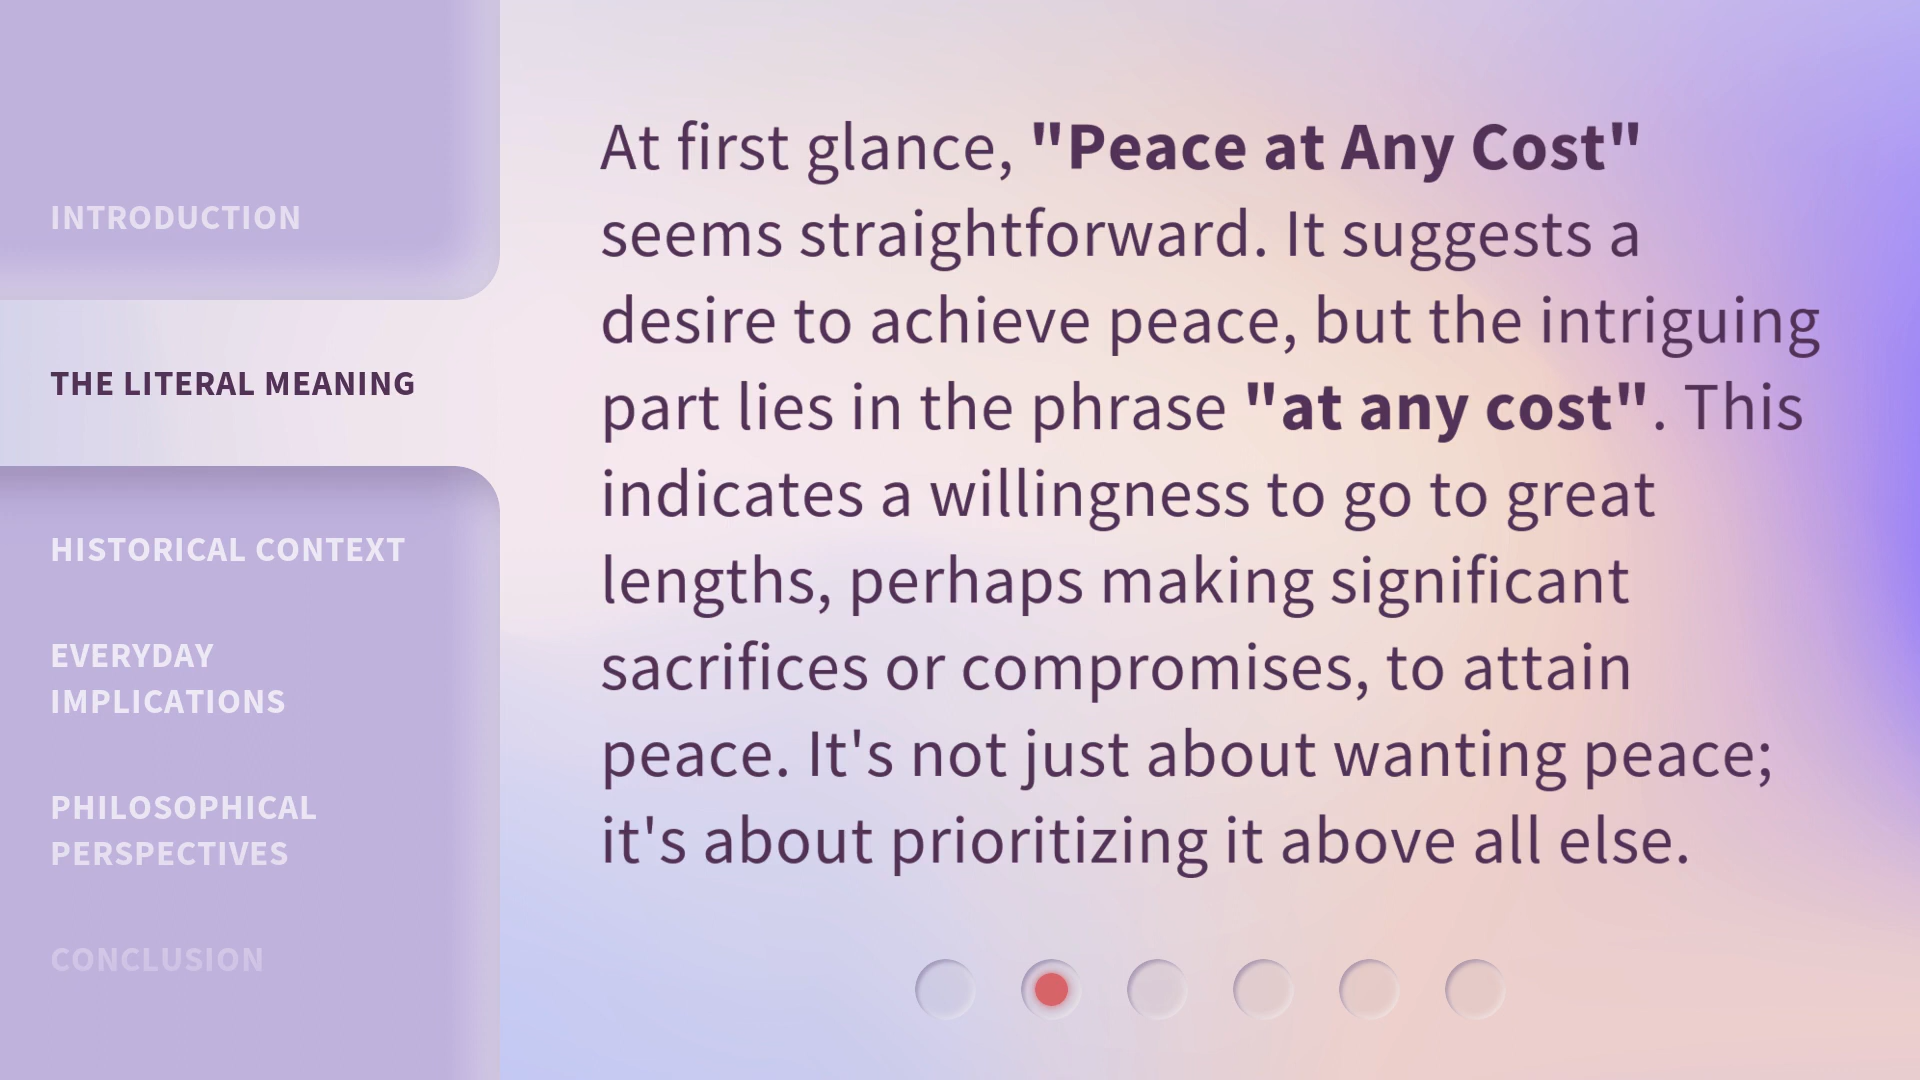 INTRODUCTION
THE LITERAL MEANING
HISTORICAL CONTEXT
EVERYDAY
IMPLICATIONS
PHILOSOPHICAL
PERSPECTIVES
CONCLUSION
At first glance, "Peace at Any Cost"
seems straightforward. It suggests a
desire to achieve peace, but the intriguing
part lies in the phrase "at any cost". This
indicates a willingness to go to great
lengths, perhaps making significant
sacrifices or compromises, to attain
peace. It's not just about wanting peace;
it's about prioritizing it above all else.